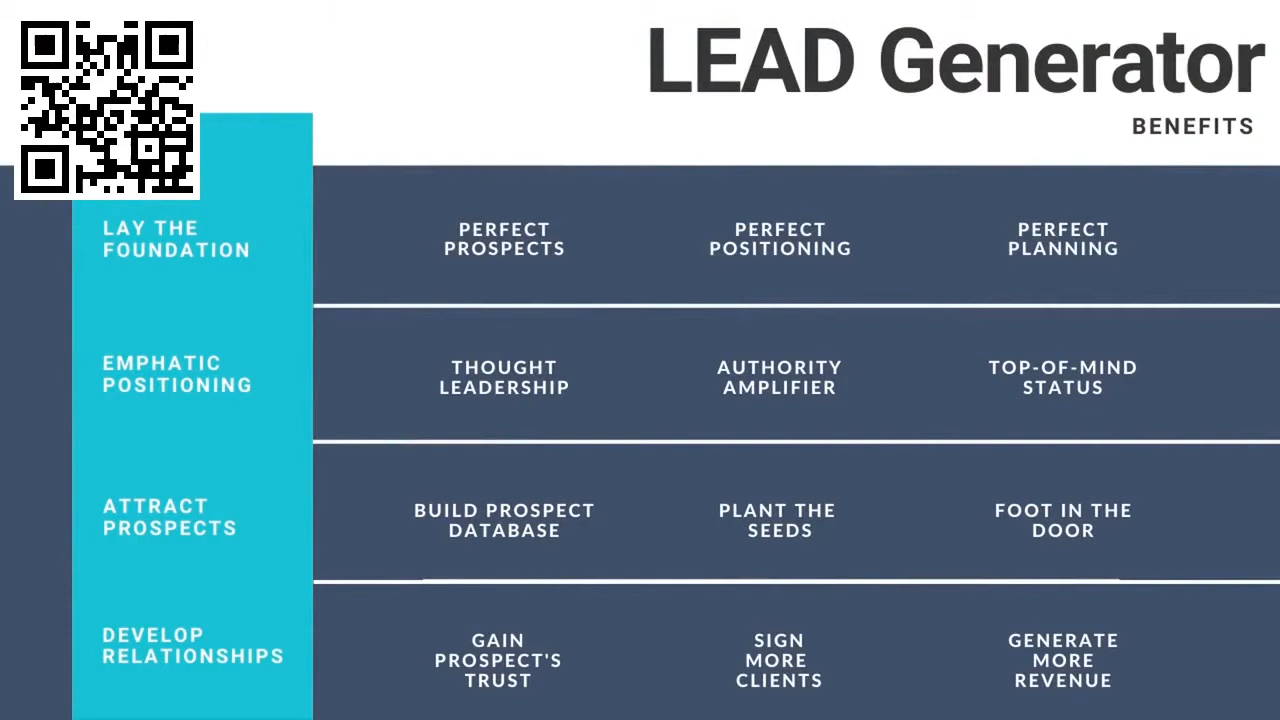 LEAD Generator
BENEFITS
LAY THE
FOUNDATION
PERFECT
PROSPECTS
PERFECT
POSITIONING
PERFECT
PLANNING
EMPHATIC
POSITIONING
THOUGHT
LEADERSHIP
AUTHORITY
AMPLIFIER
TOP-OF-MIND
STATUS
ATTRACT
PROSPECTS
BUILD PROSPECT
DATABASE
PLANT THE
SEEDS
FOOT IN THE
DOOR
DEVELOP
RELATIONSHIPS
GAIN
PROSPECT'S
TRUST
SIGN
MORE
CLIENTS
GENERATE
MORE
REVENUE